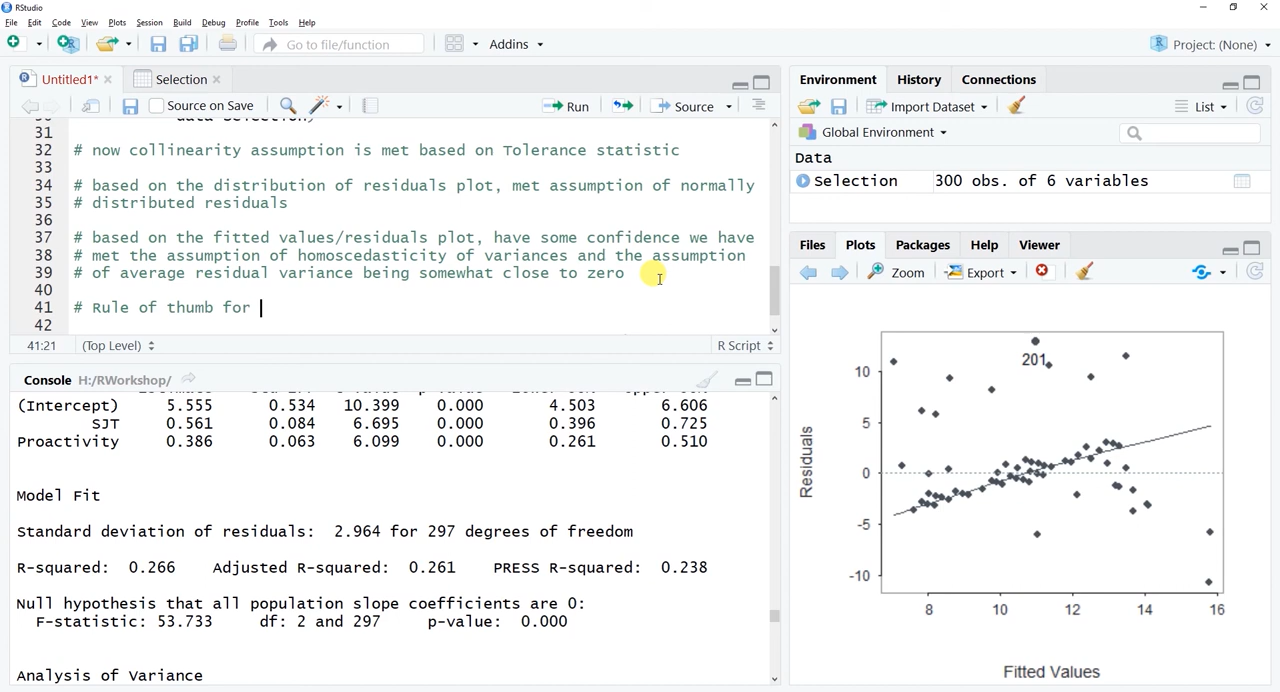 RStudio
File Edit Code View Plots Session Build Debug Profile Tools Help
Go to file/function Addins Project: (None)
Untitled1* Selection
Source on Save Run Source
31
32 # now collinearity assumption is met based on Tolerance statistic
33
34 # based on the distribution of residuals plot, met assumption of normally
35 # distributed residuals
36
37 # based on the fitted values/residuals plot, have some confidence we have
38 # met the assumption of homoscedasticity of variances and the assumption
39 # of average residual variance being somewhat close to zero
40
41 # Rule of thumb for
42
41:21 (Top Level) R Script
Console H:/RWorkshop/
(Intercept) 5.555 0.534 10.399 0.000 4.503 6.606
SJT 0.561 0.084 6.695 0.000 0.396 0.725
Proactivity 0.386 0.063 6.099 0.000 0.261 0.510
Model Fit
Standard deviation of residuals: 2.964 for 297 degrees of freedom
R-squared: 0.266 Adjusted R-squared: 0.261 PRESS R-squared: 0.238
Null hypothesis that all population slope coefficients are 0:
F-statistic: 53.733 df: 2 and 297 p-value: 0.000
Analysis of Variance
Environment History Connections
Import Dataset List
Global Environment
Data
Selection 300 obs. of 6 variables
Files Plots Packages Help Viewer
Zoom Export
201
10
5
0
-5
-10
Residuals
8 10 12 14 16
Fitted Values